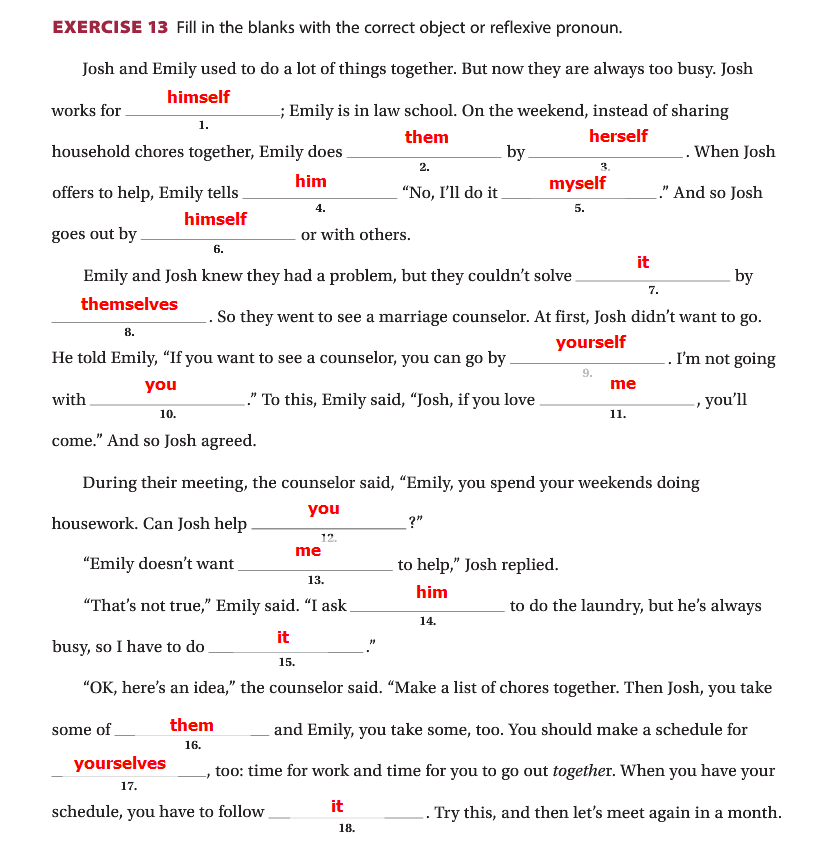 EXERCISE 13 Fill in the blanks with the correct object or reflexive pronoun.
Josh and Emily used to do a lot of things together. But now they are always too busy. Josh
works for himself ; Emily is in law school. On the weekend, instead of sharing
1.
household chores together, Emily does them by herself . When Josh
2. 3.
offers to help, Emily tells him “No, I’ll do it myself .” And so Josh
4. 5.
goes out by himself or with others.
6.
Emily and Josh knew they had a problem, but they couldn’t solve it by
7.
themselves . So they went to see a marriage counselor. At first, Josh didn’t want to go.
8.
He told Emily, “If you want to see a counselor, you can go by yourself . I’m not going
9.
with you .” To this, Emily said, “Josh, if you love me , you’ll
10. 11.
come.” And so Josh agreed.
During their meeting, the counselor said, “Emily, you spend your weekends doing
housework. Can Josh help you ?”
12.
“Emily doesn’t want me to help,” Josh replied.
13.
“That’s not true,” Emily said. “I ask him to do the laundry, but he’s always
14.
busy, so I have to do it .”
15.
“OK, here’s an idea,” the counselor said. “Make a list of chores together. Then Josh, you take
some of them and Emily, you take some, too. You should make a schedule for
16.
yourselves , too: time for work and time for you to go out together. When you have your
17.
schedule, you have to follow it . Try this, and then let’s meet again in a month.
18.